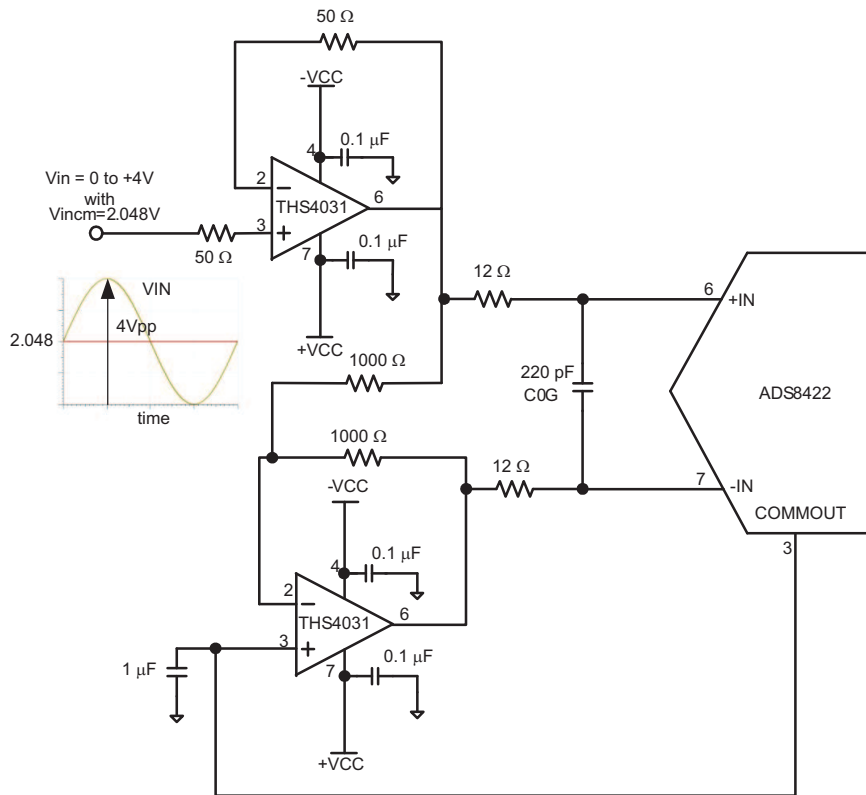 50 Ω
-VCC
0.1 μF
4
2
THS4031
6
3
7
0.1 μF
+VCC
Vin = 0 to +4V
with
Vincm=2.048V
50 Ω
VIN
4Vpp
2.048
time
12 Ω
6
+IN
1000 Ω
220 pF
C0G
ADS8422
1000 Ω
12 Ω
7
-IN
COMMOUT
3
-VCC
0.1 μF
4
2
THS4031
6
3
7
0.1 μF
1 μF
+VCC